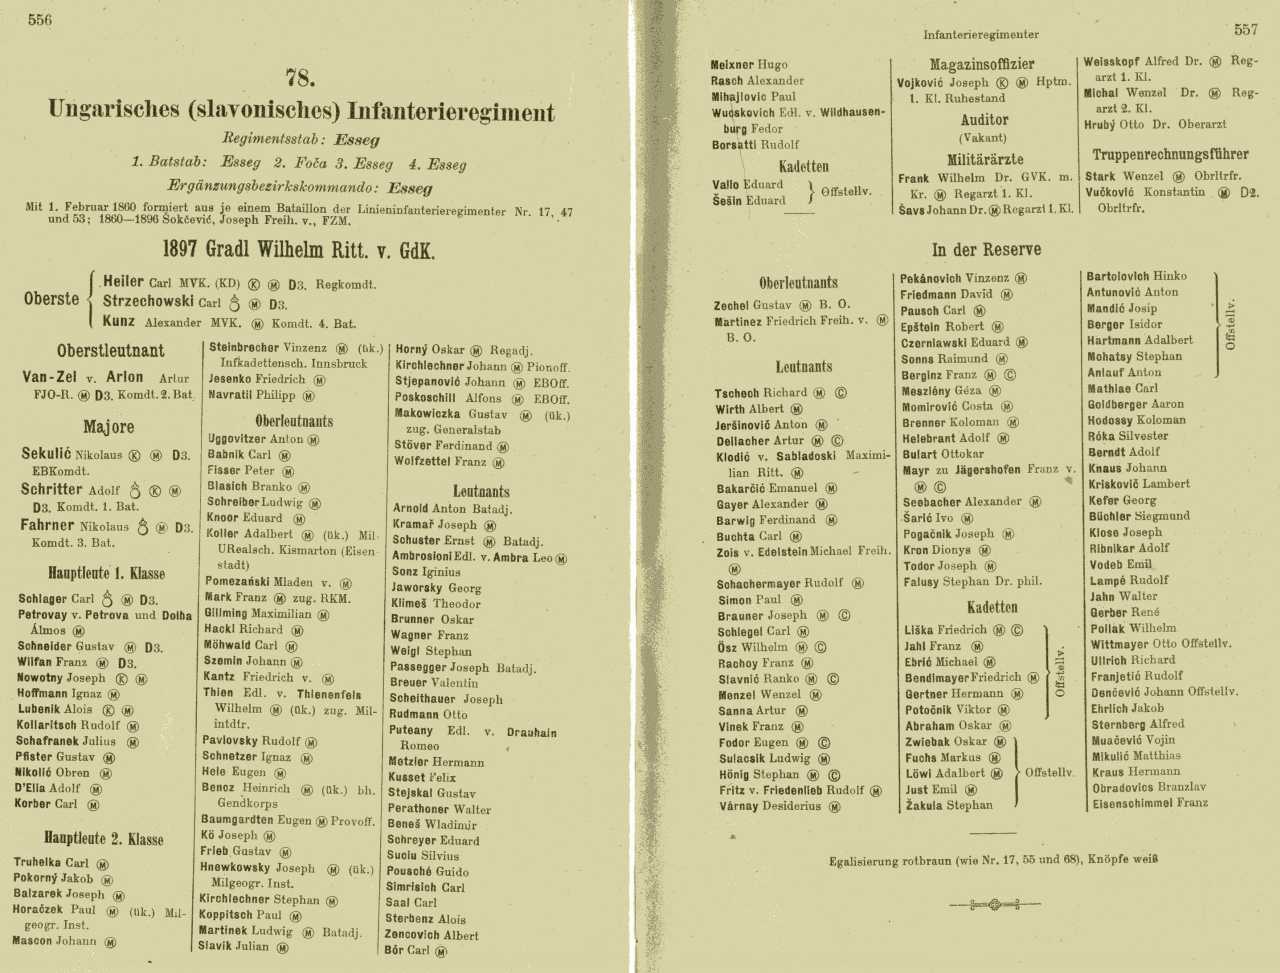 556
78.
Ungarisches (slavonisches) Infanterieregiment
Regimentsstab: Esseg
1. Batstab: Esseg 2. Foča 3. Esseg 4. Esseg
Ergänzungsbezirkskommando: Esseg
Mit 1. Februar 1860 formiert aus je einem Bataillon der Linieninfanterieregimenter Nr. 17, 47
und 53; 1860—1896 Šokčević, Joseph Freih. v., FZM.
1897 Gradl Wilhelm Ritt. v. GdK.
Oberste
Heiler Carl MVK. (KD) Ⓚ Ⓜ D3. Regkomdt.
Strzechowski Carl Ⓜ D3.
Kunz Alexander MVK. Ⓜ Komdt. 4. Bat.
Oberstleutnant
Van-Zel v. Arlon Artur
FJO-R. Ⓜ D3. Komdt. 2. Bat.
Majore
Sekulić Nikolaus Ⓚ Ⓜ D3.
EBKomdt.
Schritter Adolf Ⓚ Ⓜ
D3. Komdt. 1. Bat.
Fahrner Nikolaus Ⓜ D3.
Komdt. 3. Bat.
Hauptleute 1. Klasse
Schlager Carl Ⓜ D3.
Petrovay v. Petrova und Dolha
Álmos Ⓜ
Schneider Gustav Ⓜ D3.
Wilfan Franz Ⓜ D3.
Nowotny Joseph Ⓚ Ⓜ
Hoffmann Ignaz Ⓜ
Lubenik Alois Ⓚ Ⓜ
Kollaritsch Rudolf Ⓜ
Schafranek Julius Ⓜ
Pfister Gustav Ⓜ
Nikolić Obren Ⓜ
D'Elia Adolf Ⓜ
Korber Carl Ⓜ
Hauptleute 2. Klasse
Truhelka Carl Ⓜ
Pokorný Jakob Ⓜ
Balzarek Joseph Ⓜ
Horaczek Paul Ⓜ (ük.) Mil-
geogr. Inst.
Mascon Johann Ⓜ
Steinbrecher Vinzenz Ⓜ (ük.)
Infkadettensch. Innsbruck
Jesenko Friedrich Ⓜ
Navratil Philipp Ⓜ
Oberleutnants
Uggovitzer Anton Ⓜ
Babnik Carl Ⓜ
Fisser Peter Ⓜ
Blasich Branko Ⓜ
Schreiber Ludwig Ⓜ
Knoor Eduard Ⓜ
Koller Adalbert Ⓜ (ük.) Mil-
URealsch. Kismarton (Eisen-
stadt)
Pomezański Mladen v. Ⓜ
Mark Franz Ⓜ zug. RKM.
Gillming Maximilian Ⓜ
Hackl Richard Ⓜ
Möhwald Carl Ⓜ
Szemin Johann Ⓜ
Kantz Friedrich v. Ⓜ
Thien Edl. v. Thienenfels
Wilhelm Ⓜ (ük.) zug. Mil-
intdtr.
Pavlovsky Rudolf Ⓜ
Schnetzer Ignaz Ⓜ
Hele Eugen Ⓜ
Bencz Heinrich Ⓜ (ük.) bh.
Gendkorps
Baumgardten Eugen Ⓜ Provoff.
Kö Joseph Ⓜ
Frieb Gustav Ⓜ
Hnewkowsky Joseph Ⓜ (ük.)
Milgeogr. Inst.
Kirchlechner Stephan Ⓜ
Koppitsch Paul Ⓜ
Martinek Ludwig Ⓜ Batadj.
Slavik Julian Ⓜ
Horný Oskar Ⓜ Regadj.
Kirchlechner Johann Ⓜ Pionoff.
Stjepanović Johann Ⓜ EBOff.
Poskoschill Alfons Ⓜ EBOff.
Makowiczka Gustav Ⓜ (ük.)
zug. Generalstab
Stöver Ferdinand Ⓜ
Wolfzettel Franz Ⓜ
Leutnants
Arnold Anton Batadj.
Kramař Joseph Ⓜ
Schuster Ernst Ⓜ Batadj.
Ambrosioni Edl. v. Ambra Leo Ⓜ
Sonz Iginius
Jaworsky Georg
Klimeš Theodor
Brunner Oskar
Wagner Franz
Weigl Stephan
Passegger Joseph Batadj.
Breuer Valentin
Scheithauer Joseph
Rudmann Otto
Puteany Edl. v. Drauhain
Romeo
Metzler Hermann
Kusset Felix
Stejskal Gustav
Perathoner Walter
Beneš Wladimir
Schreyer Eduard
Suciu Silvius
Pousché Guido
Simrisich Carl
Saal Carl
Sterbenz Alois
Zencovich Albert
Bór Carl Ⓜ
Infanterieregimenter
557
Meixner Hugo
Rasch Alexander
Mihajlovic Paul
Wucskovich Edl. v. Wildhausen-
burg Fedor
Borsatti Rudolf
Kadetten
Vallo Eduard
Šešin Eduard
Offstellv.
Magazinsoffizier
Vojković Joseph Ⓚ Ⓜ Hptm.
1. Kl. Ruhestand
Auditor
(Vakant)
Militärärzte
Frank Wilhelm Dr. GVK. m.
Kr. Ⓜ Regarzt 1. Kl.
Šavs Johann Dr. Ⓜ Regarzt 1. Kl.
Weisskopf Alfred Dr. Ⓜ Reg-
arzt 1. Kl.
Michal Wenzel Dr. Ⓜ Reg-
arzt 2. Kl.
Hrubý Otto Dr. Oberarzt
Truppenrechnungsführer
Stark Wenzel Ⓜ Obrltrfr.
Vučković Konstantin Ⓜ D2.
Obrltrfr.
In der Reserve
Oberleutnants
Zechel Gustav Ⓜ B. O.
Martinez Friedrich Freih. v. Ⓜ
B. O.
Leutnants
Tschech Richard Ⓜ Ⓒ
Wirth Albert Ⓜ
Jeršinović Anton Ⓜ
Dellacher Artur Ⓜ Ⓒ
Klodić v. Sabladoski Maximi-
lian Ritt. Ⓜ
Bakarčić Emanuel Ⓜ
Gayer Alexander Ⓜ
Barwig Ferdinand Ⓜ
Buchta Carl Ⓜ
Zois v. Edelstein Michael Freih.
Ⓜ
Schachermayer Rudolf Ⓜ
Simon Paul Ⓜ
Brauner Joseph Ⓜ Ⓒ
Schlegel Carl Ⓜ
Ösz Wilhelm Ⓜ Ⓒ
Rachoy Franz Ⓜ
Slavnić Ranko Ⓜ Ⓒ
Menzel Wenzel Ⓜ
Sanna Artur Ⓜ
Vinek Franz Ⓜ
Fodor Eugen Ⓜ Ⓒ
Sulacsik Ludwig Ⓜ
Hönig Stephan Ⓜ Ⓒ
Fritz v. Friedenlieb Rudolf Ⓜ
Várnay Desiderius Ⓜ
Pekánovich Vinzenz Ⓜ
Friedmann David Ⓜ
Pausch Carl Ⓜ
Epštein Robert Ⓜ
Czerniawski Eduard Ⓜ
Sonns Raimund Ⓜ
Berginz Franz Ⓜ Ⓒ
Meszlény Géza Ⓜ
Momirović Costa Ⓜ
Brenner Koloman Ⓜ
Helebrant Adolf Ⓜ
Bulart Ottokar
Mayr zu Jägershofen Franz v.
Ⓜ Ⓒ
Seebacher Alexander Ⓜ
Šarić Ivo Ⓜ
Pogačnik Joseph Ⓜ
Kron Dionys Ⓜ
Todor Joseph Ⓜ
Falusy Stephan Dr. phil.
Kadetten
Liška Friedrich Ⓜ Ⓒ
Jahl Franz Ⓜ
Ebrić Michael Ⓜ
Bendlmayer Friedrich Ⓜ
Gertner Hermann Ⓜ
Potočnik Viktor Ⓜ
Offstellv.
Abraham Oskar Ⓜ
Zwiebak Oskar Ⓜ
Fuchs Markus Ⓜ
Löwi Adalbert Ⓜ
Just Emil Ⓜ
Žakula Stephan
Offstellv.
Bartolovich Hinko
Antunović Anton
Mandić Josip
Berger Isidor
Hartmann Adalbert
Mohatsy Stephan
Anlauf Anton
Offstellv.
Mathiae Carl
Goldberger Aaron
Hodossy Koloman
Róka Silvester
Berndt Adolf
Knaus Johann
Kriskovič Lambert
Kefer Georg
Büchler Siegmund
Klose Joseph
Ribnikar Adolf
Vodeb Emil
Lampé Rudolf
Jahn Walter
Gerber René
Pollak Wilhelm
Wittmayer Otto Offstellv.
Ullrich Richard
Franjetić Rudolf
Denčević Johann Offstellv.
Ehrlich Jakob
Sternberg Alfred
Muačević Vojin
Mikulić Matthias
Kraus Hermann
Obradovics Branzlav
Eisenschimmel Franz
Egalisierung rotbraun (wie Nr. 17, 55 und 68), Knöpfe weiß